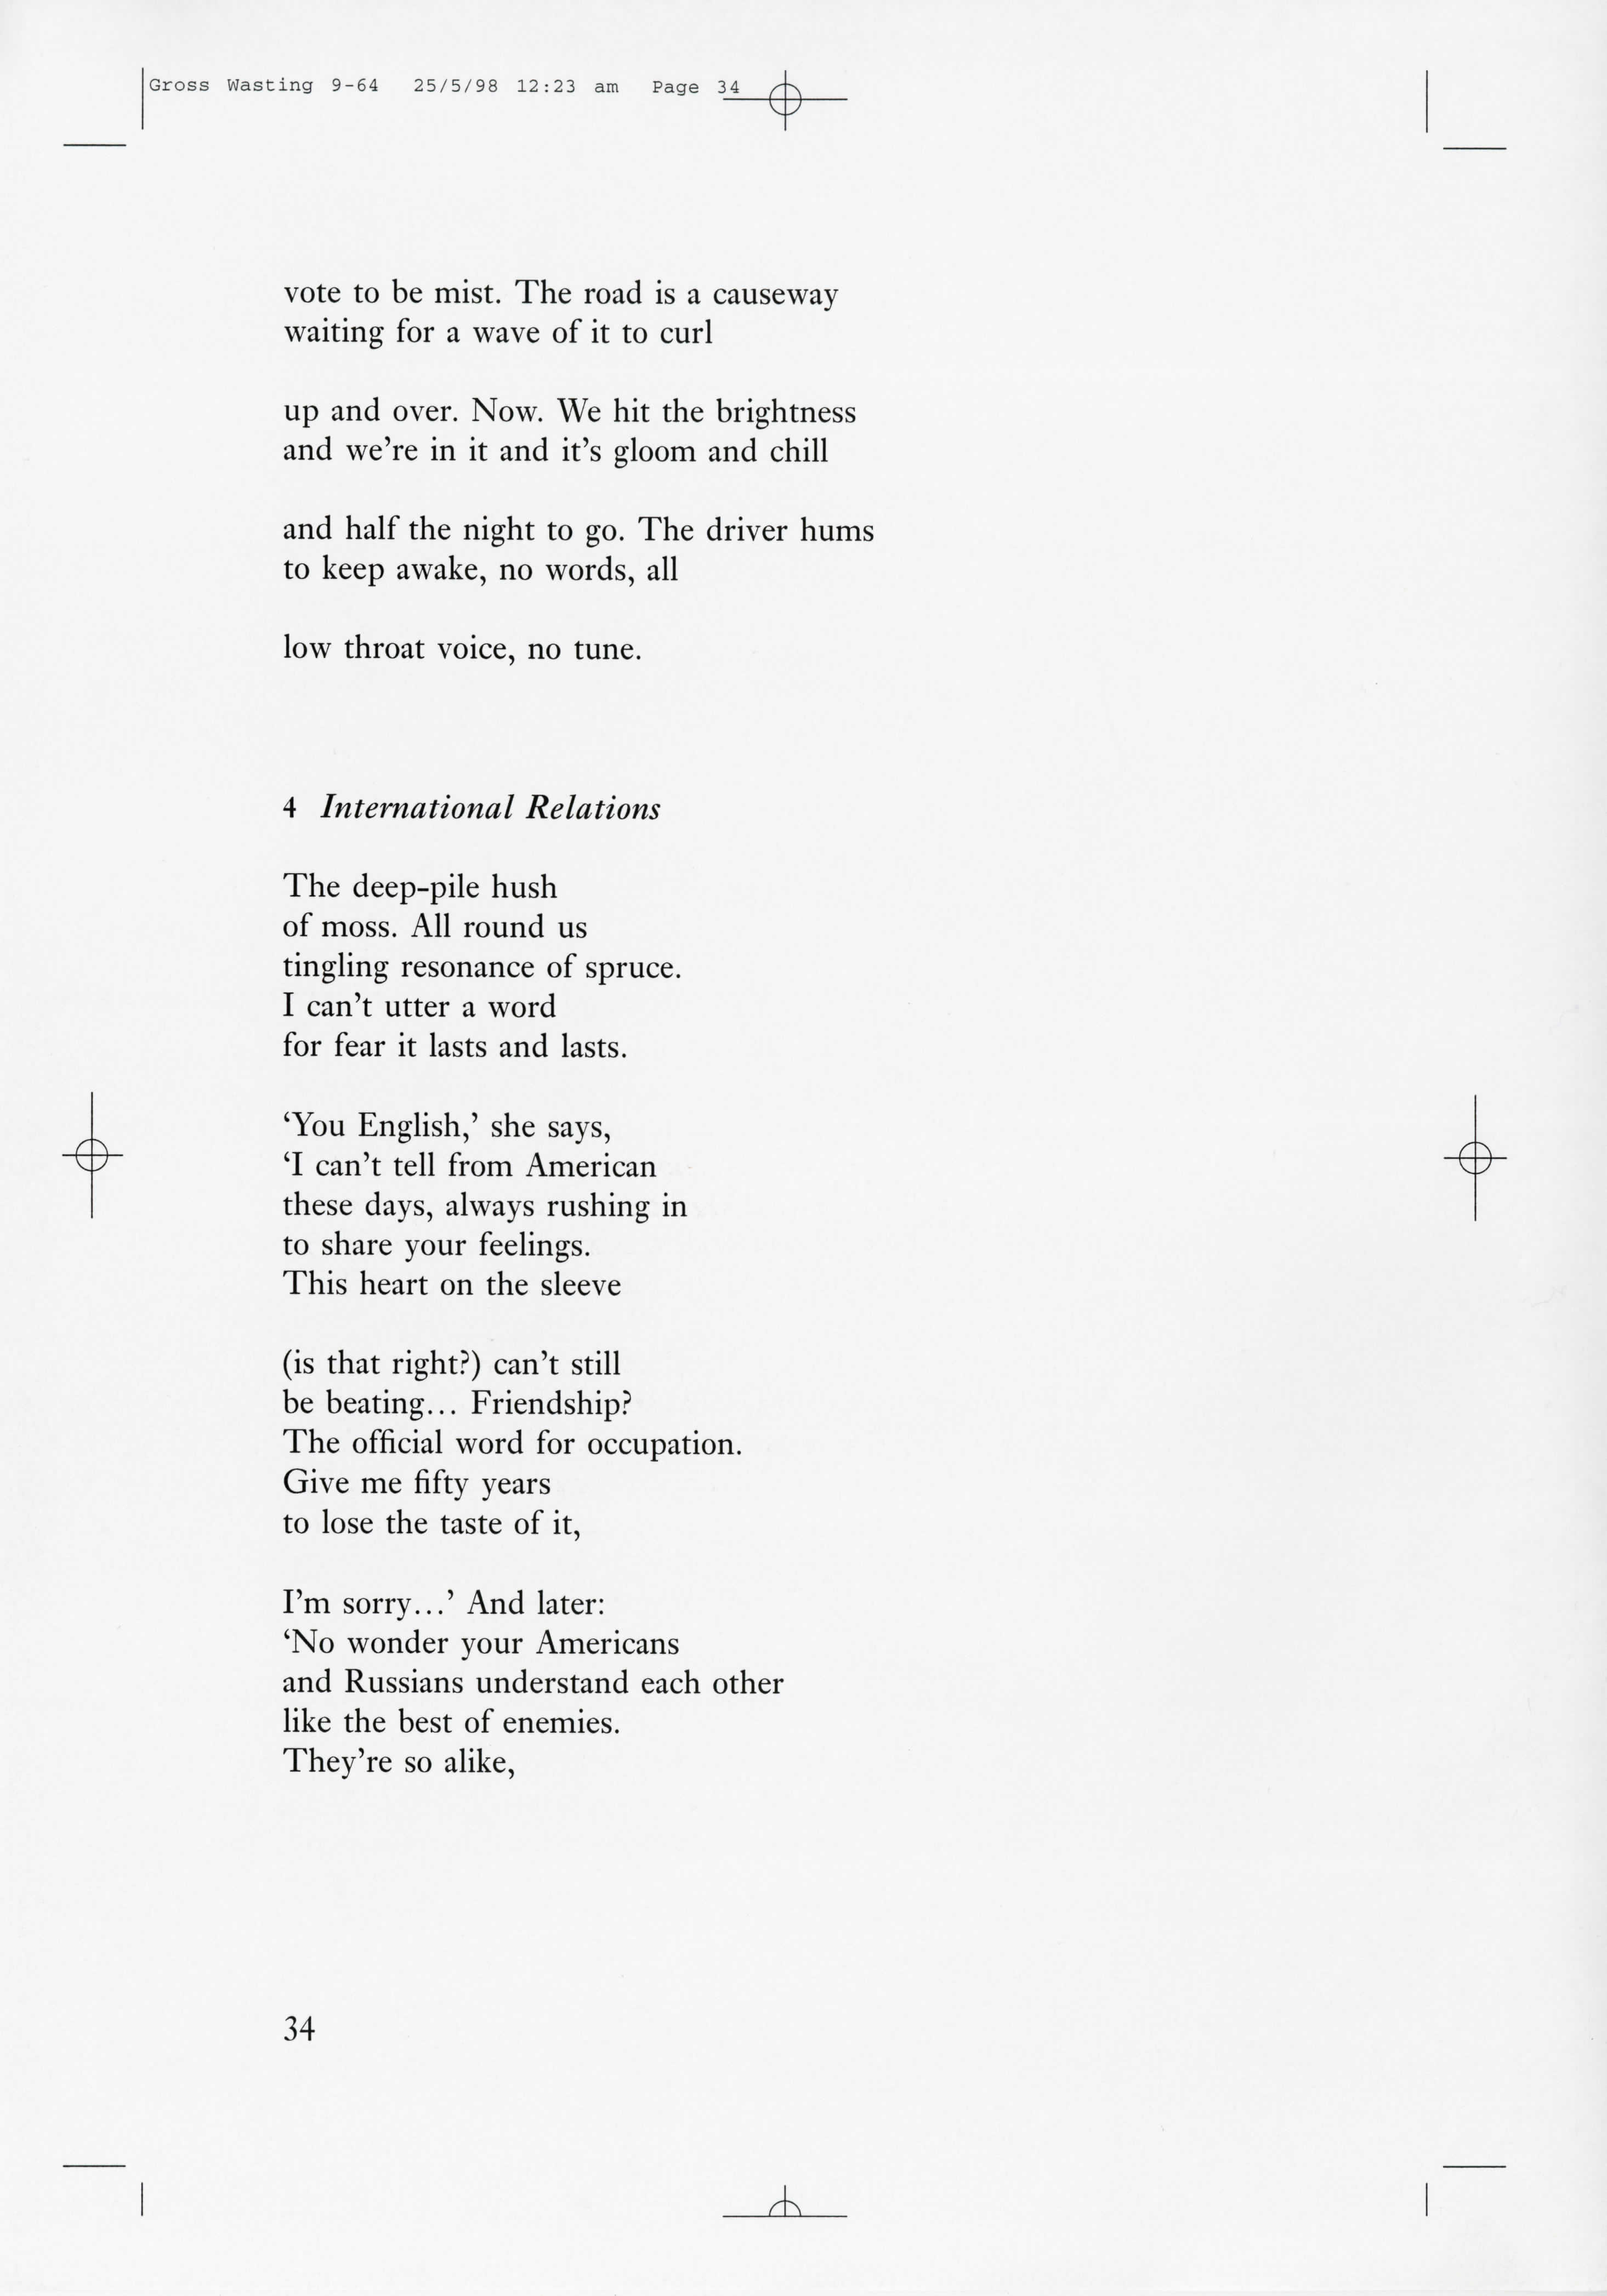 Gross Wasting 9-64 25/5/98 12:23 am Page 34
vote to be mist. The road is a causeway
waiting for a wave of it to curl
up and over. Now. We hit the brightness
and we're in it and it's gloom and chill
and half the night to go. The driver hums
to keep awake, no words, all
low throat voice, no tune.
4 International Relations
The deep-pile hush
of moss. All round us
tingling resonance of spruce.
I can't utter a word
for fear it lasts and lasts.
‘You English,’ she says,
‘I can't tell from American
these days, always rushing in
to share your feelings.
This heart on the sleeve
(is that right?) can't still
be beating... Friendship?
The official word for occupation.
Give me fifty years
to lose the taste of it,
I'm sorry...’ And later:
‘No wonder your Americans
and Russians understand each other
like the best of enemies.
They're so alike,
34